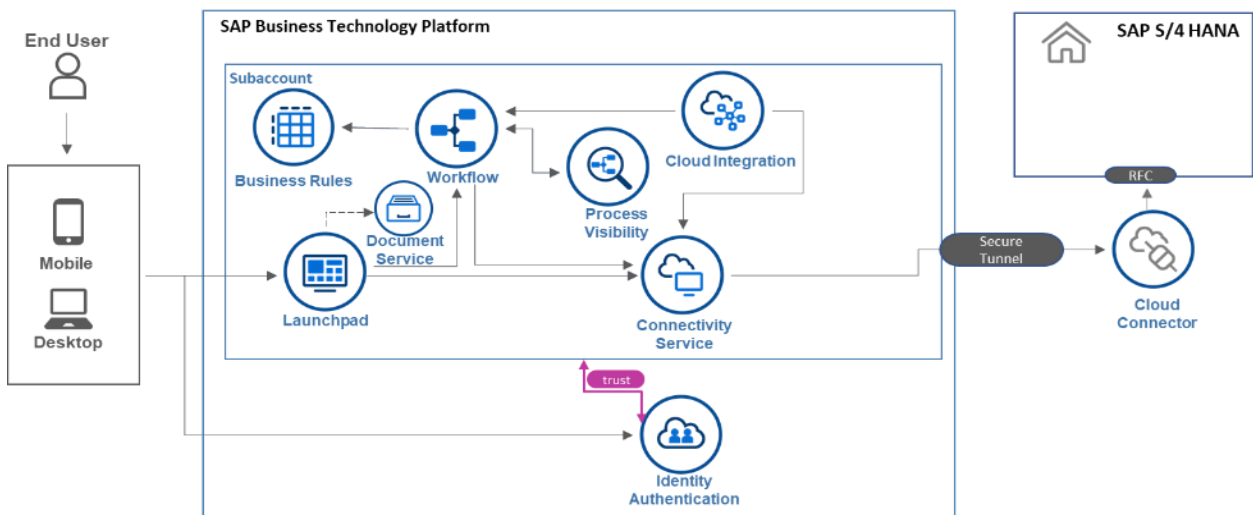 SAP Business Technology Platform
SAP S/4 HANA
End User
Subaccount
Business Rules
Workflow
Cloud Integration
Process
Visibility
Document
Service
RFC
Mobile
Desktop
Launchpad
Connectivity
Service
Secure
Tunnel
Cloud
Connector
trust
Identity
Authentication